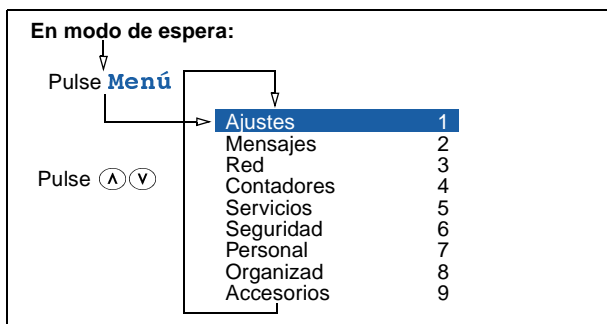 En modo de espera:
Pulse Menú
Ajustes 1
Mensajes 2
Red 3
Pulse
Contadores 4
Servicios 5
Seguridad 6
Personal 7
Organizad 8
Accesorios 9